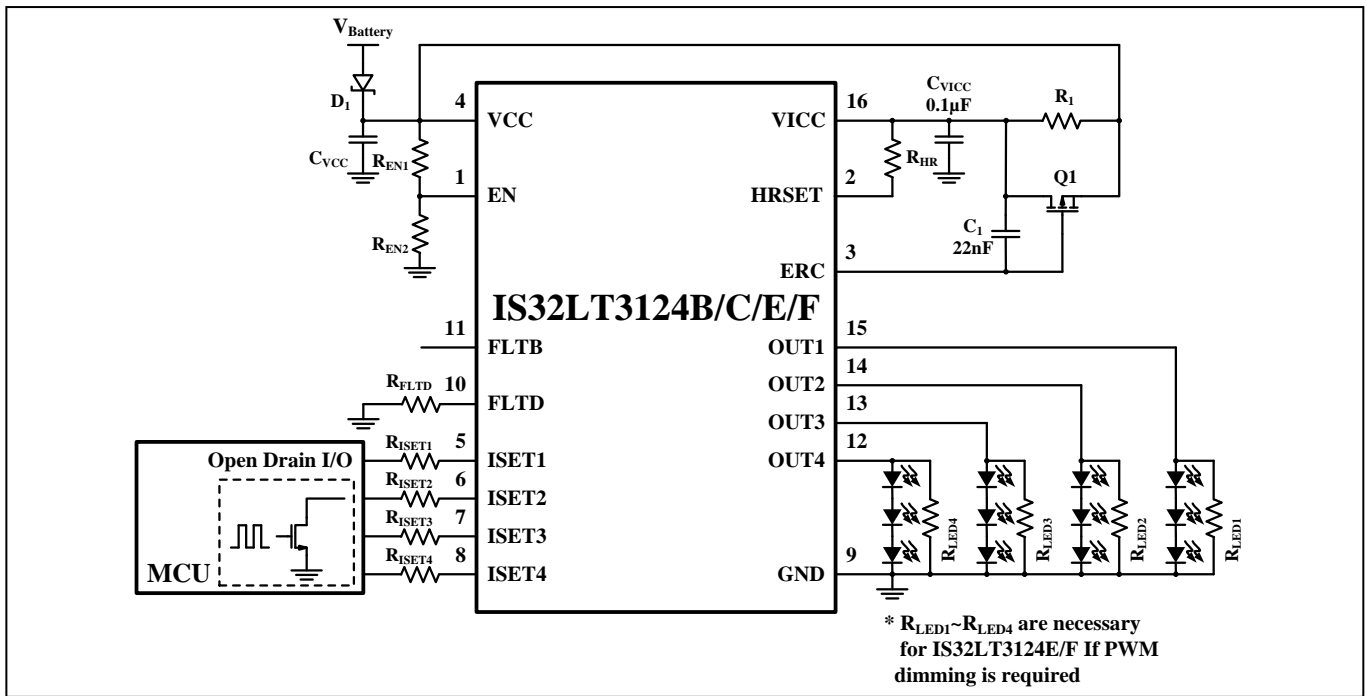 VBattery
D1
CVCC
4
VCC
REN1
1
EN
REN2
11
FLTB
RFLTD
10
FLTD
Open Drain I/O
MCU
RISET1
5
ISET1
RISET2
6
ISET2
RISET3
7
ISET3
RISET4
8
ISET4
IS32LT3124B/C/E/F
VICC
16
CVICC
0.1µF
R1
RHR
HRSET
2
Q1
C1
22nF
ERC
3
OUT1
15
OUT2
14
OUT3
13
OUT4
12
RLED4
RLED3
RLED2
RLED1
GND
9
* RLED1~RLED4 are necessary
for IS32LT3124E/F If PWM
dimming is required